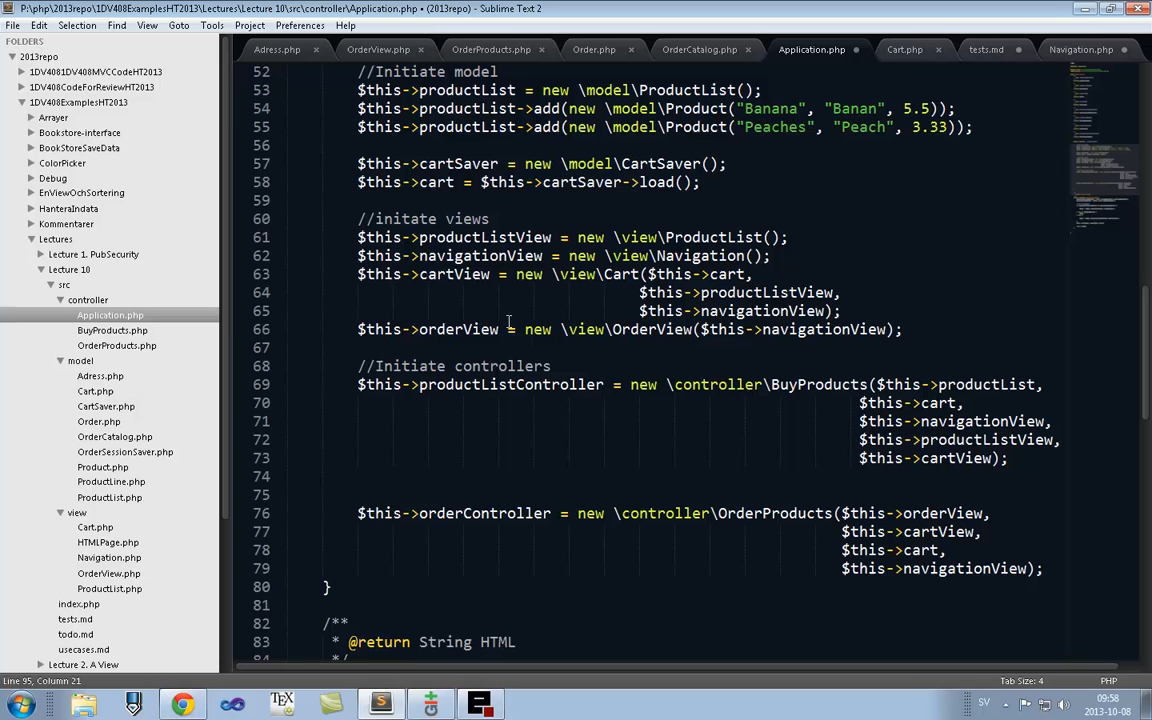 P:\php\2013repo\1DV408ExamplesHT2013\Lectures\Lecture 10\src\controller\Application.php • (2013repo) - Sublime Text 2
File Edit Selection View Goto Tools Project Preferences Help
FOLDERS
2013repo
1DV4081DV408MVCCodeHT2013
1DV408CodeForReviewHT2013
1DV408ExamplesHT2013
Arrayer
Bookstore-interface
BookStoreSaveData
ColorPicker
Debug
EnViewOchSortering
HanteraIndata
Kommentarer
Lectures
Lecture 1. PubSecurity
Lecture 10
src
controller
Application.php
BuyProducts.php
OrderProducts.php
model
Adress.php
Cart.php
CartSaver.php
Order.php
OrderCatalog.php
OrderSessionSaver.php
Product.php
ProductLine.php
ProductList.php
view
Cart.php
HTMLPage.php
Navigation.php
OrderView.php
ProductList.php
index.php
tests.md
todo.md
usecases.md
Lecture 2. A View
Adress.php × OrderView.php × OrderProducts.php × Order.php × OrderCatalog.php × Application.php • Cart.php × tests.md • Navigation.php •
52 //Initiate model
53 $this->productList = new \model\ProductList();
54 $this->productList->add(new \model\Product("Banana", "Banan", 5.5));
55 $this->productList->add(new \model\Product("Peaches", "Peach", 3.33));
56
57 $this->cartSaver = new \model\CartSaver();
58 $this->cart = $this->cartSaver->load();
59
60 //initate views
61 $this->productListView = new \view\ProductList();
62 $this->navigationView = new \view\Navigation();
63 $this->cartView = new \view\Cart($this->cart,
64 $this->productListView,
65 $this->navigationView);
66 $this->orderView = new \view\OrderView($this->navigationView);
67
68 //Initiate controllers
69 $this->productListController = new \controller\BuyProducts($this->productList,
70 $this->cart,
71 $this->navigationView,
72 $this->productListView,
73 $this->cartView);
74
75
76 $this->orderController = new \controller\OrderProducts($this->orderView,
77 $this->cartView,
78 $this->cart,
79 $this->navigationView);
80 }
81
82 /**
83 * @return String HTML
84 */
Line 95, Column 21 Tab Size: 4 PHP
SV 09:58
2013-10-08